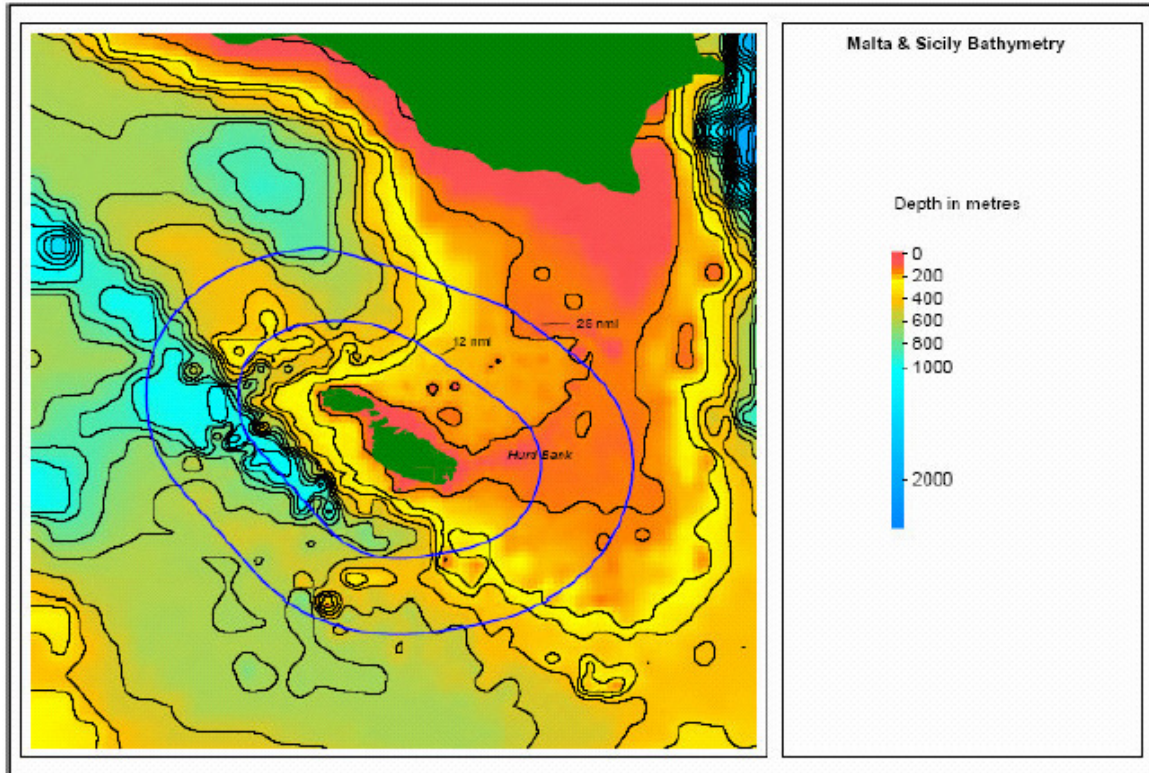 Malta & Sicily Bathymetry
Depth in metres
0
200
400
600
800
1000
2000
25 nml
12 nml
Hurd Bank